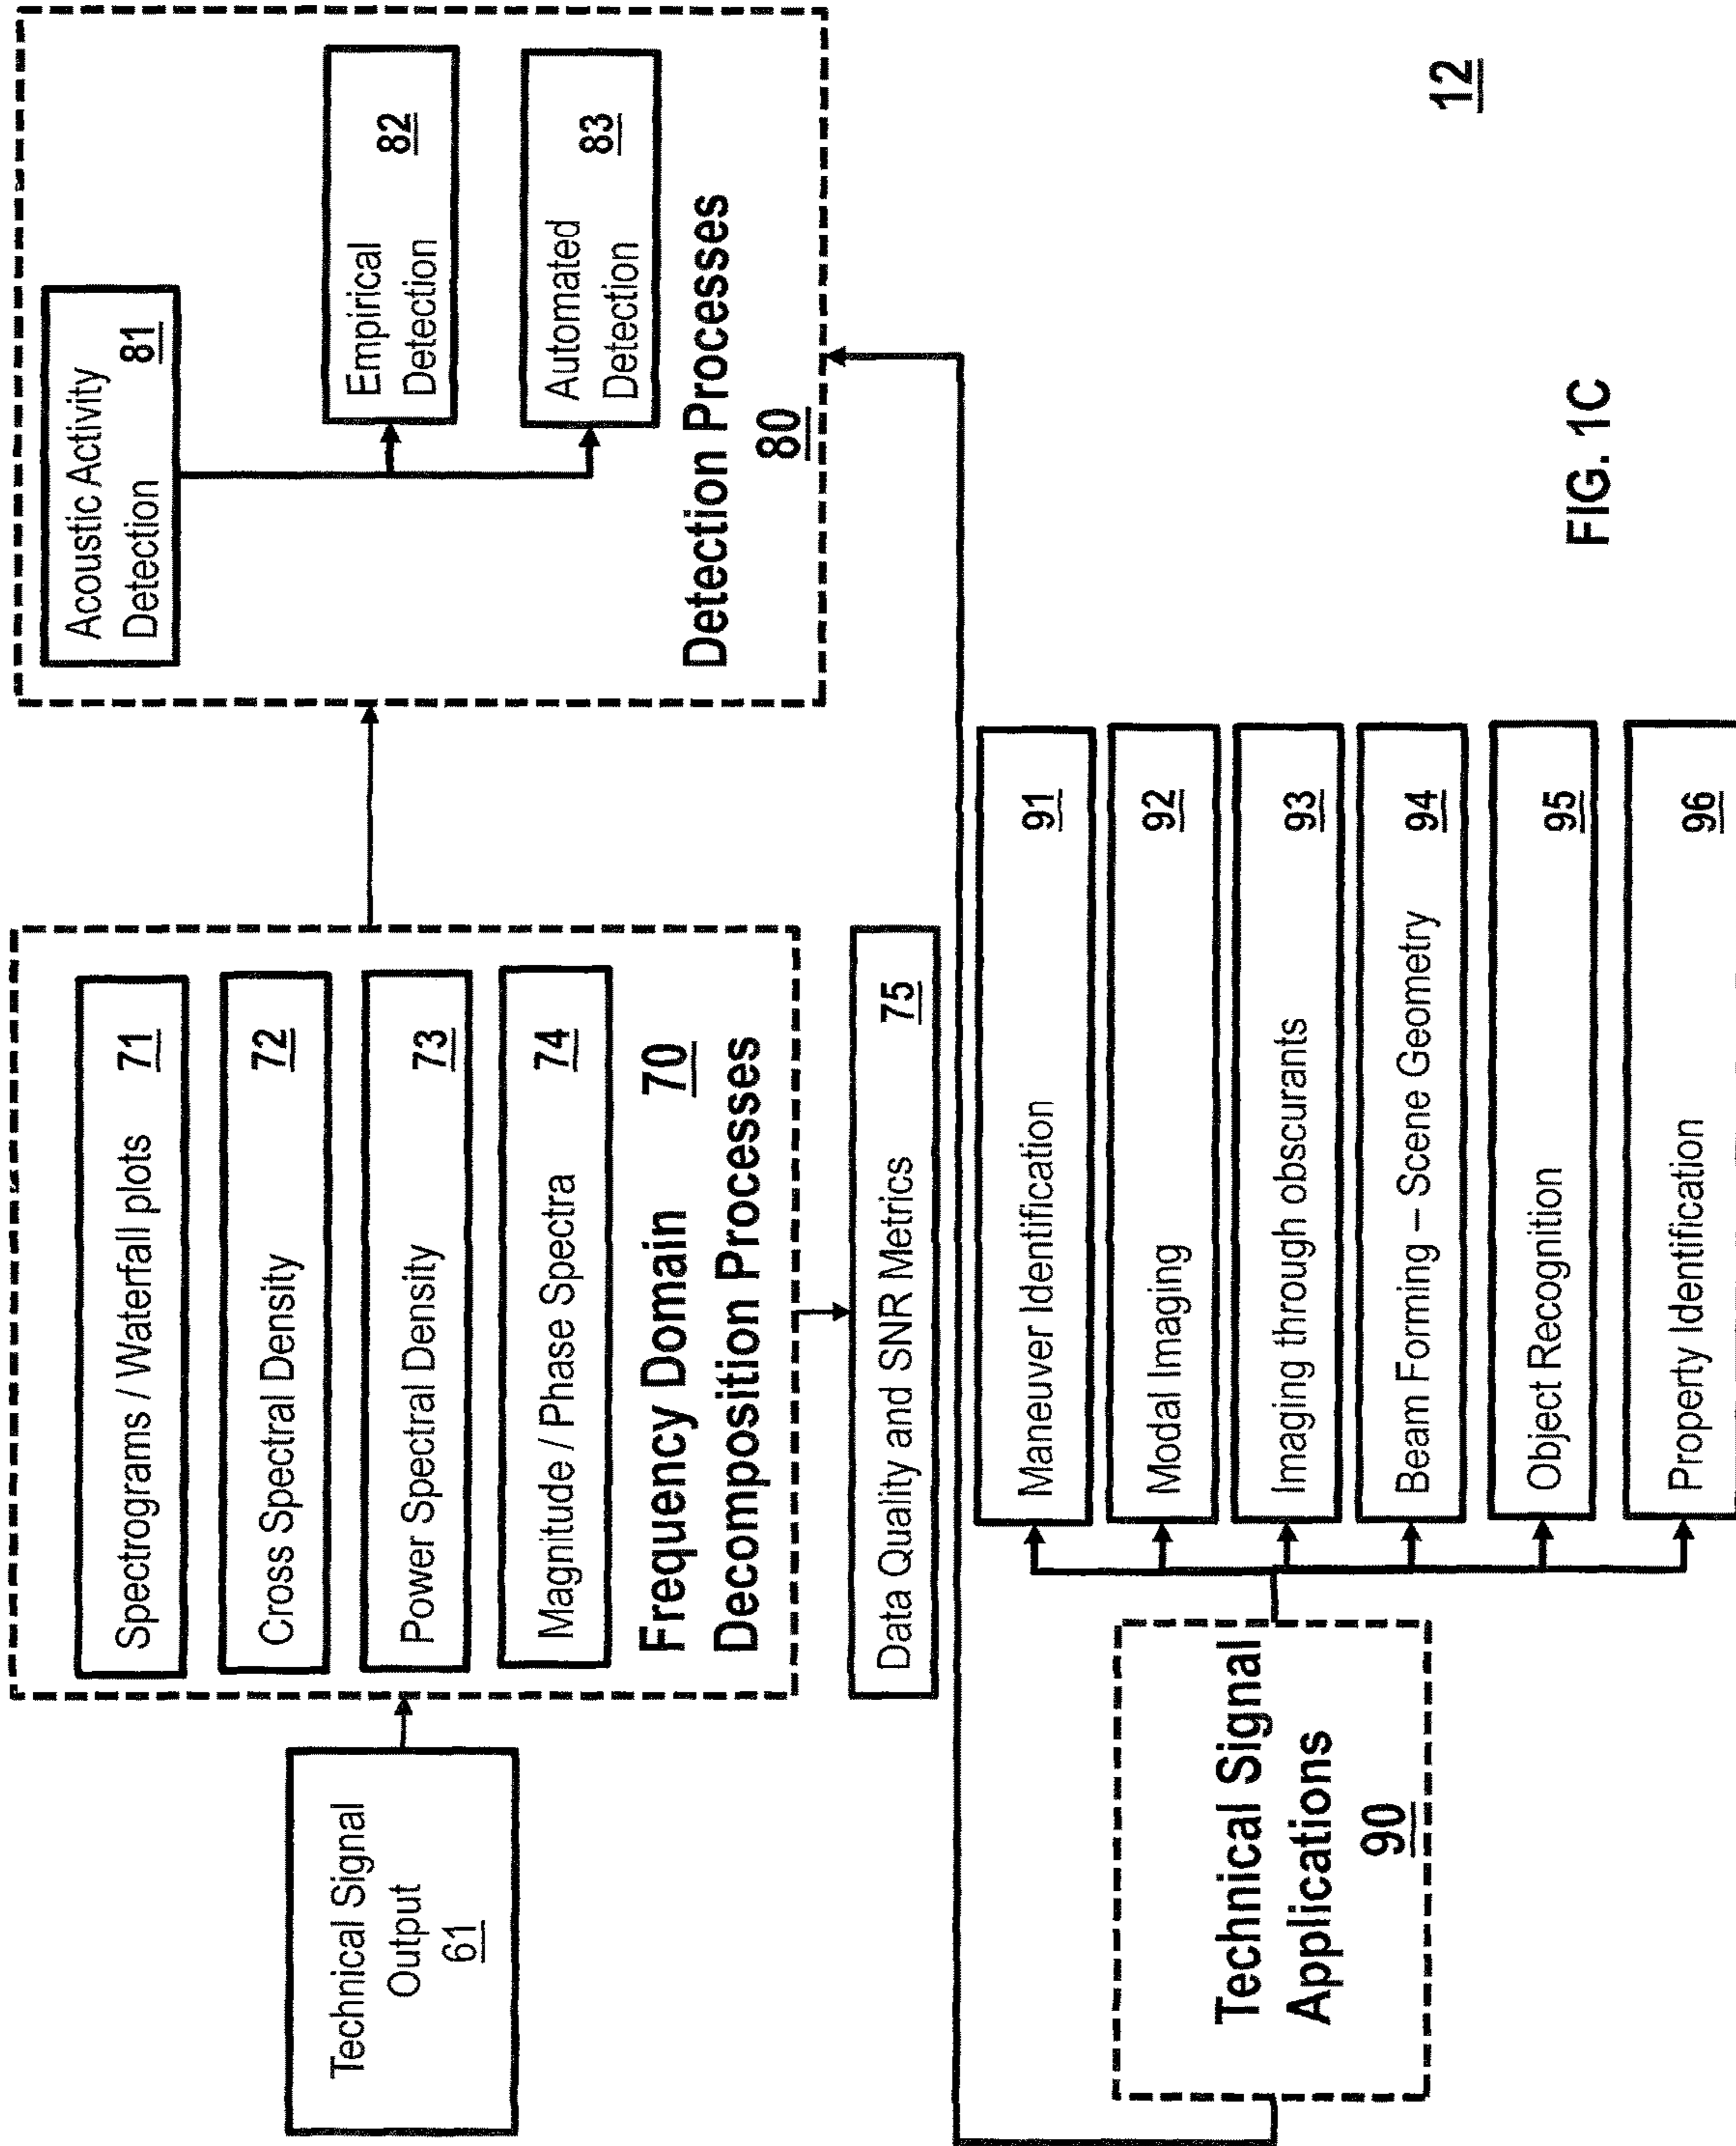 Technical Signal
Output
61
Spectrograms / Waterfall plots 71
Cross Spectral Density 72
Power Spectral Density 73
Magnitude / Phase Spectra 74
Frequency Domain 70
Decomposition Processes
Data Quality and SNR Metrics 75
Acoustic Activity
Detection 81
Empirical
Detection 82
Automated
Detection 83
Detection Processes
80
Technical Signal
Applications
90
Maneuver Identification 91
Modal Imaging 92
Imaging through obscurants 93
Beam Forming – Scene Geometry 94
Object Recognition 95
Property Identification 96
12
FIG. 1C